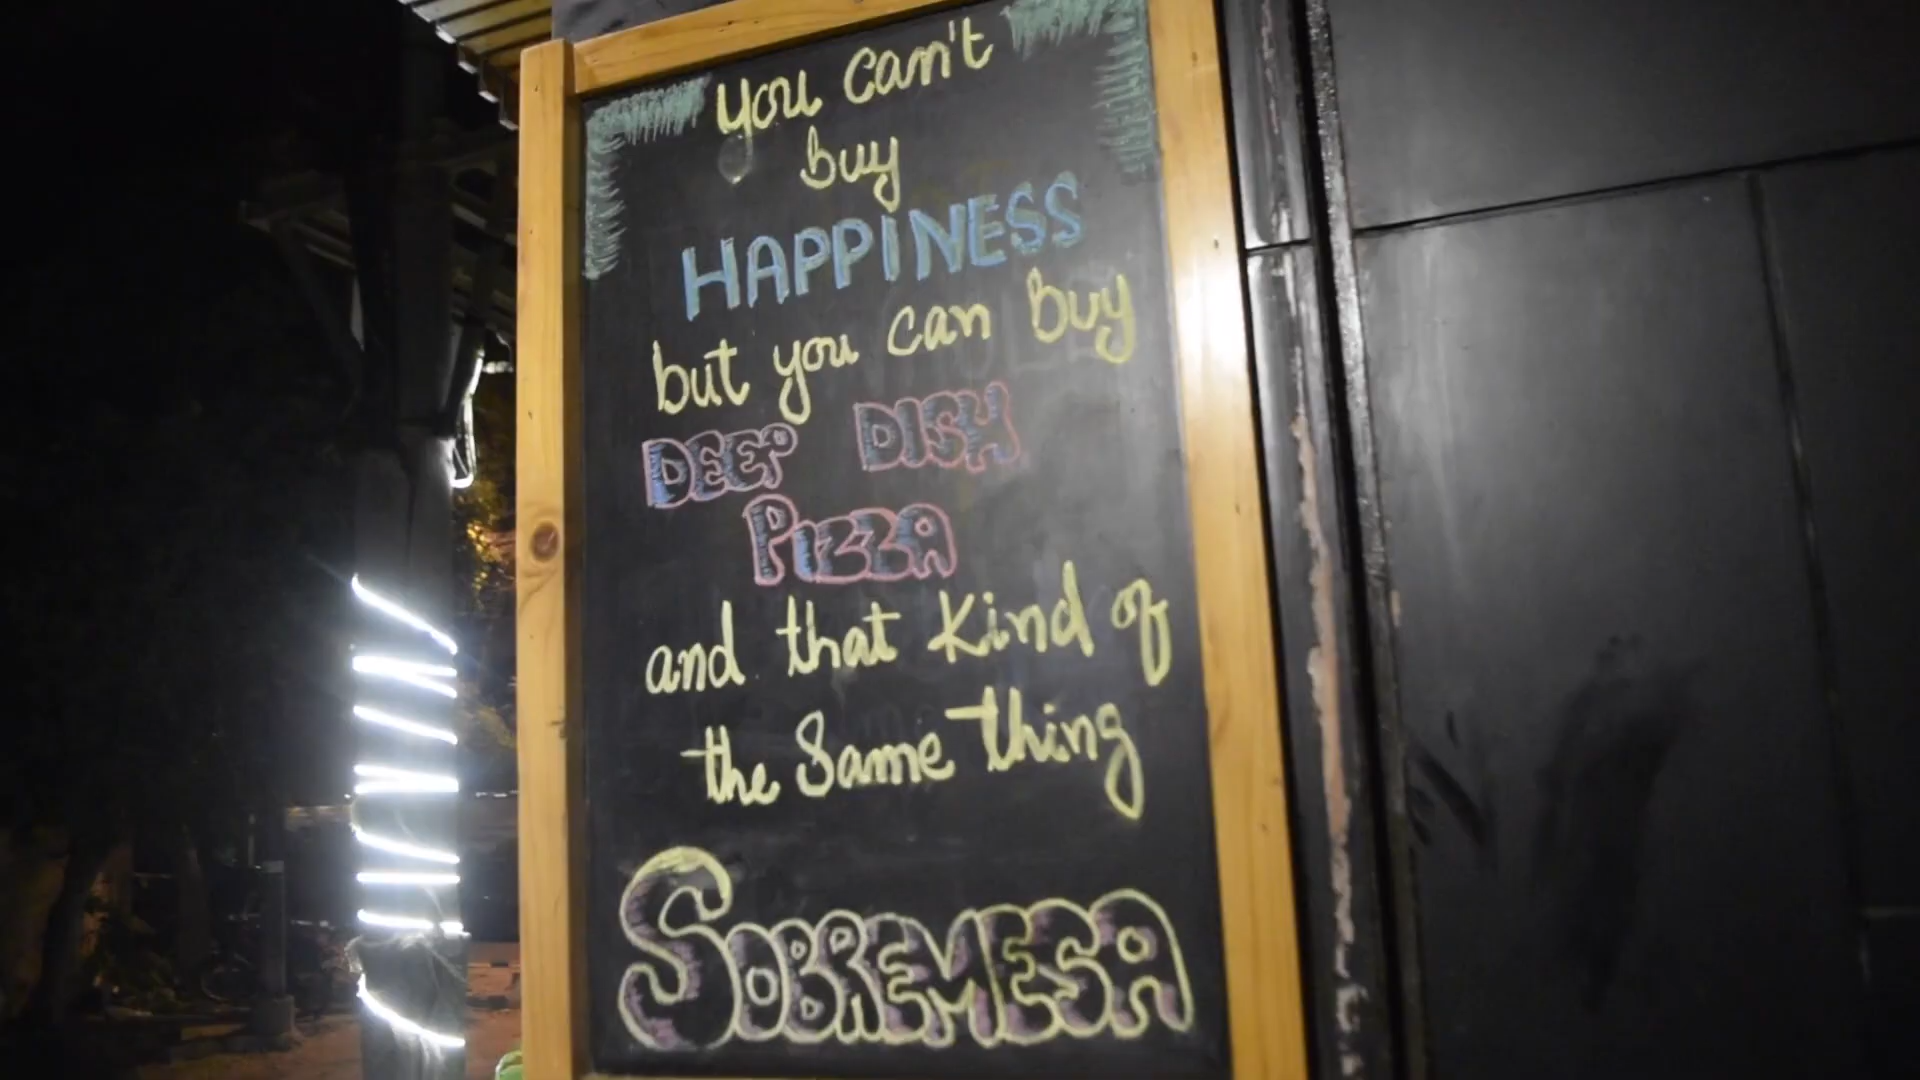 You can't
buy
HAPPINESS
but you can buy
DEEP DISH
PIZZA
and that kind of
the same thing
SOBREMESA